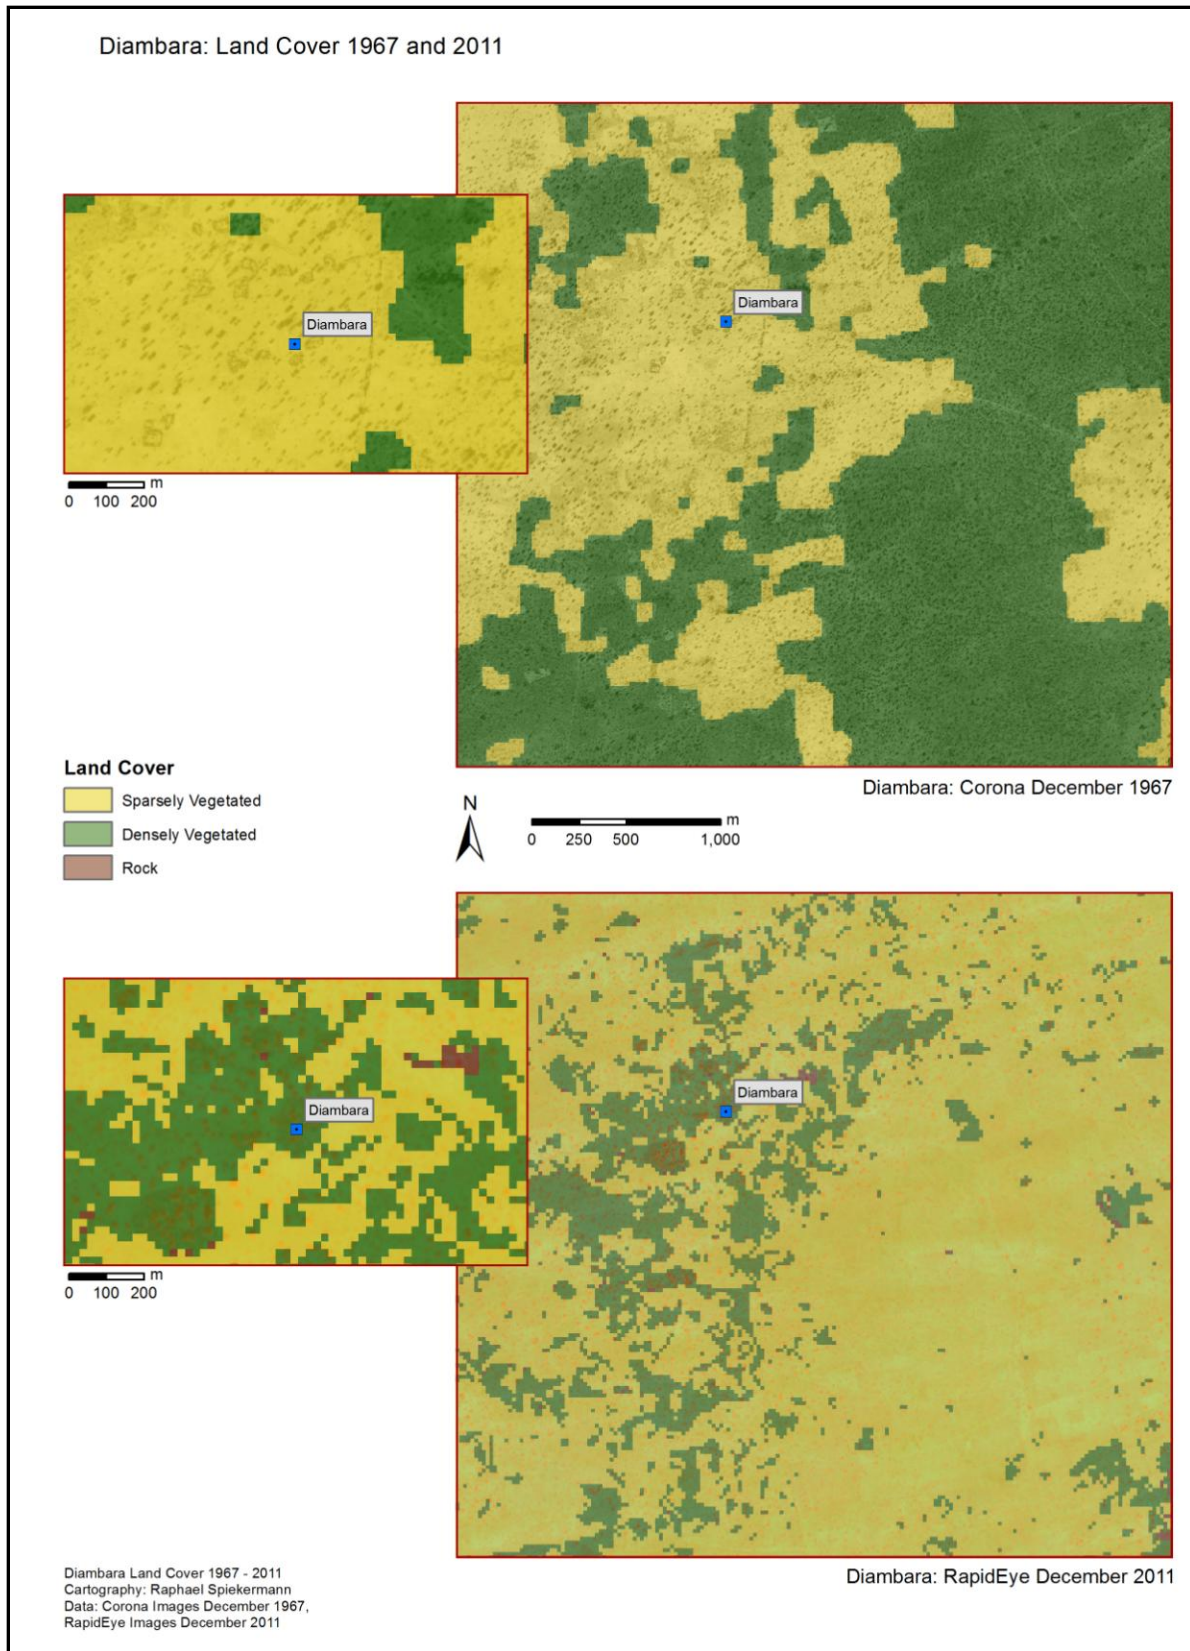 Diambara: Land Cover 1967 and 2011
Diambara
Diambara
m
0 100 200
Diambara: Corona December 1967
Land Cover
Sparsely Vegetated
Densely Vegetated
Rock
N
m
0 250 500 1,000
Diambara
Diambara
m
0 100 200
Diambara: RapidEye December 2011
Diambara Land Cover 1967 - 2011
Cartography: Raphael Spiekermann
Data: Corona Images December 1967,
RapidEye Images December 2011